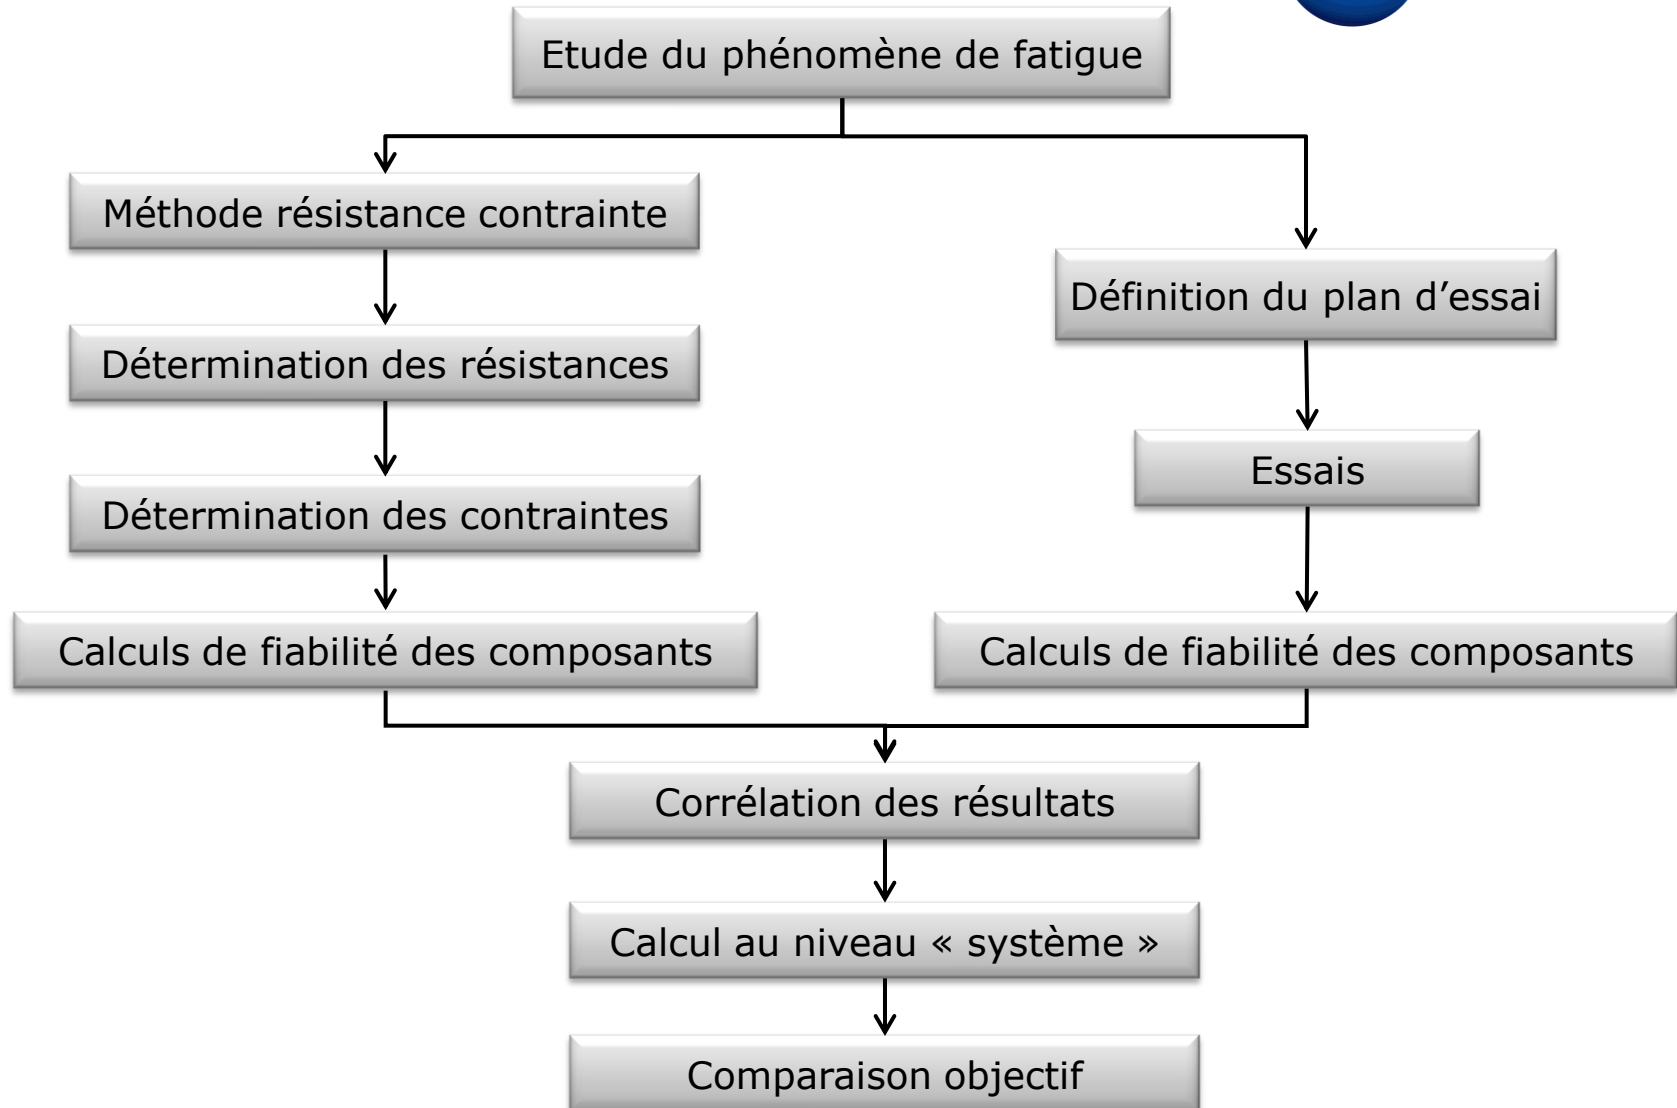 Etude du phénomène de fatigue
Méthode résistance contrainte
Détermination des résistances
Détermination des contraintes
Calculs de fiabilité des composants
Définition du plan d’essai
Essais
Calculs de fiabilité des composants
Corrélation des résultats
Calcul au niveau « système »
Comparaison objectif